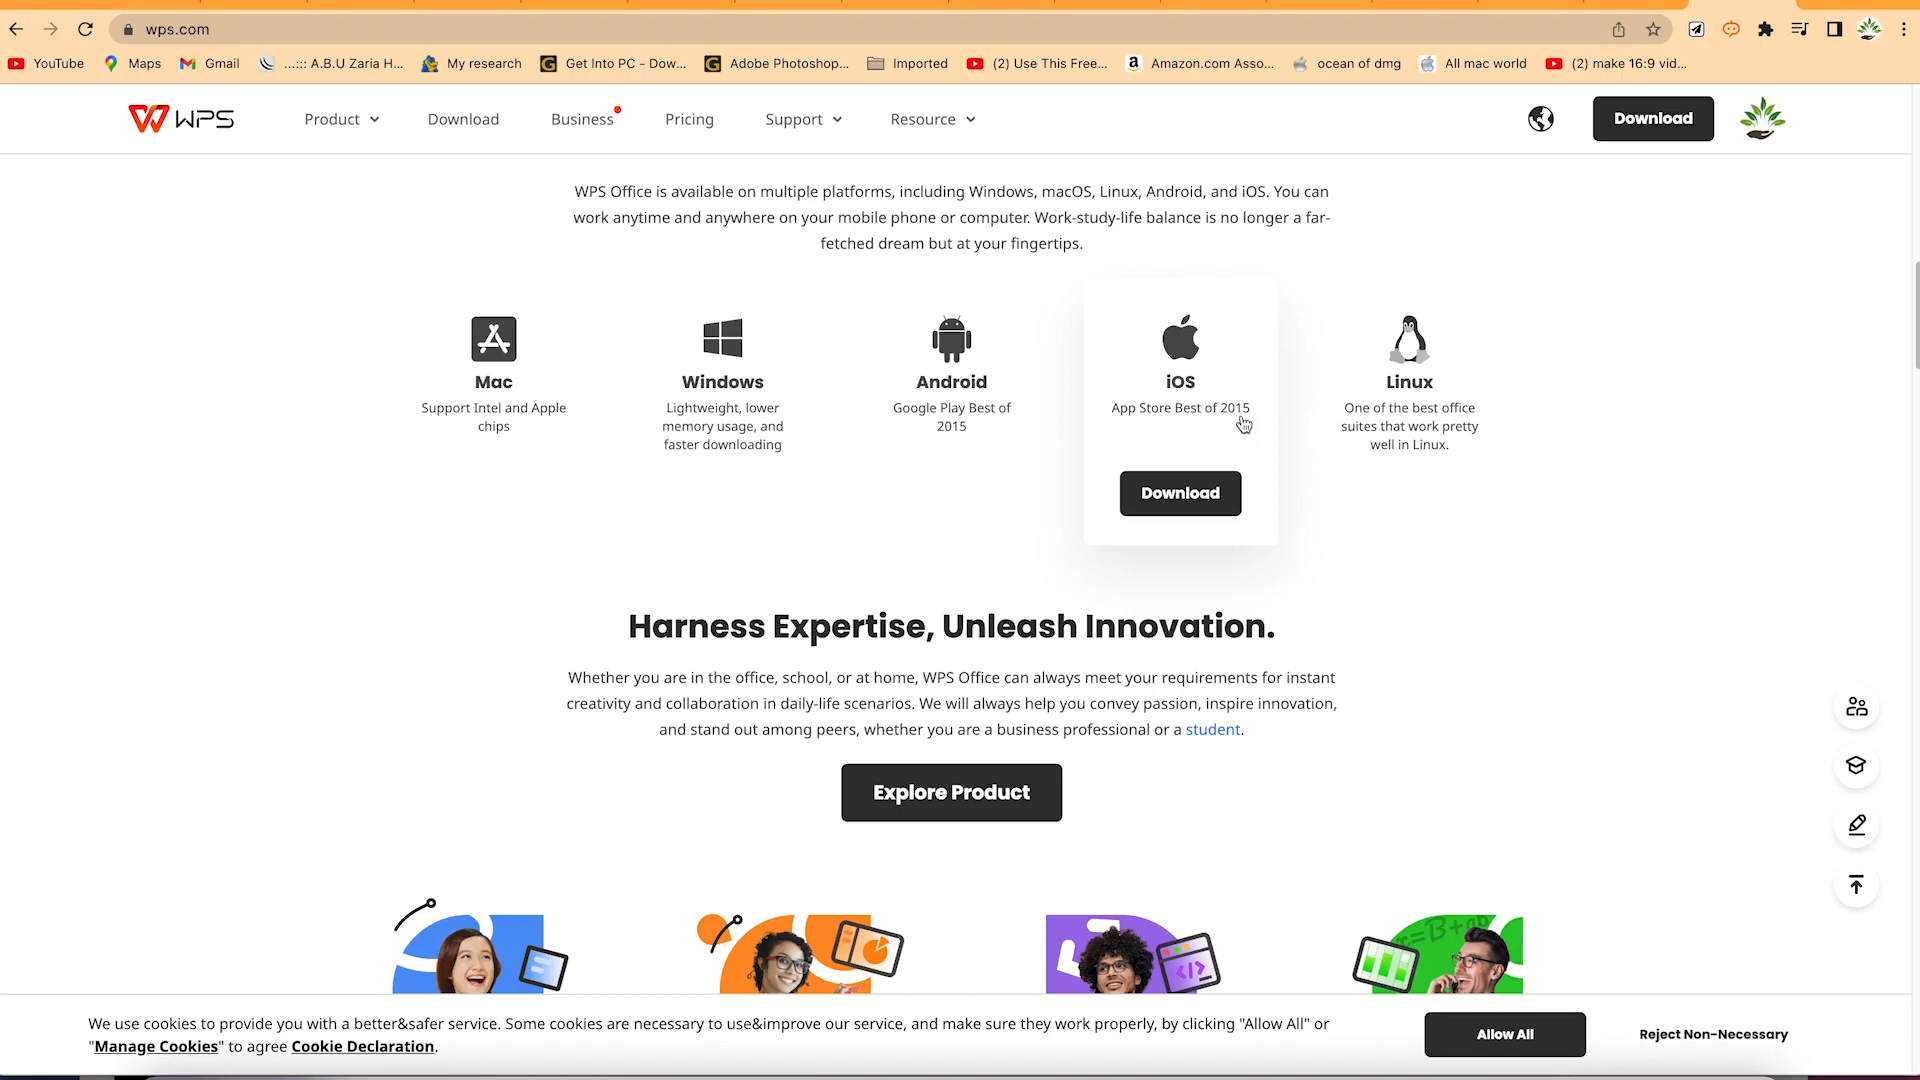 wps.com
YouTube Maps Gmail ...::: A.B.U Zaria H... My research Get Into PC - Dow... Adobe Photoshop... Imported (2) Use This Free... Amazon.com Asso... ocean of dmg All mac world (2) make 16:9 vid...
WPS Product Download Business Pricing Support Resource Download
WPS Office is available on multiple platforms, including Windows, macOS, Linux, Android, and iOS. You can
work anytime and anywhere on your mobile phone or computer. Work-study-life balance is no longer a far-
fetched dream but at your fingertips.
Mac
Support Intel and Apple
chips
Windows
Lightweight, lower
memory usage, and
faster downloading
Android
Google Play Best of
2015
iOS
App Store Best of 2015
Download
Linux
One of the best office
suites that work pretty
well in Linux.
Harness Expertise, Unleash Innovation.
Whether you are in the office, school, or at home, WPS Office can always meet your requirements for instant
creativity and collaboration in daily-life scenarios. We will always help you convey passion, inspire innovation,
and stand out among peers, whether you are a business professional or a student.
Explore Product
We use cookies to provide you with a better&safer service. Some cookies are necessary to use&improve our service, and make sure they work properly, by clicking "Allow All" or
"Manage Cookies" to agree Cookie Declaration.
Allow All
Reject Non-Necessary